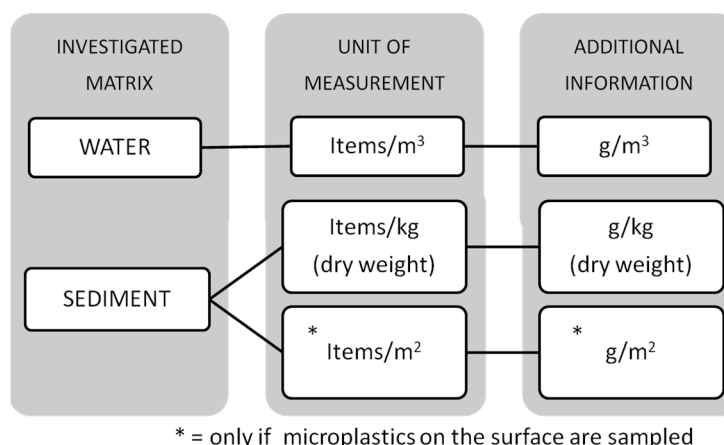 INVESTIGATED
MATRIX
UNIT OF
MEASUREMENT
ADDITIONAL
INFORMATION
WATER
Items/m³
g/m³
SEDIMENT
Items/kg
(dry weight)
g/kg
(dry weight)
* Items/m²
* g/m²
* = only if microplastics on the surface are sampled